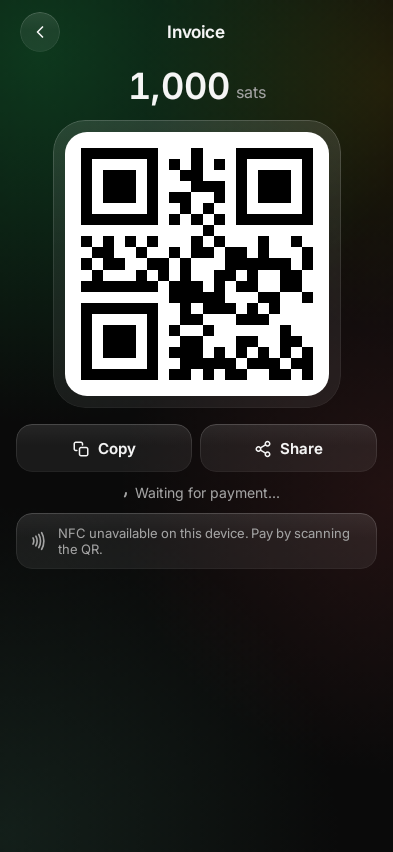 Invoice
1,000 sats
Copy
Share
Waiting for payment...
NFC unavailable on this device. Pay by scanning
the QR.